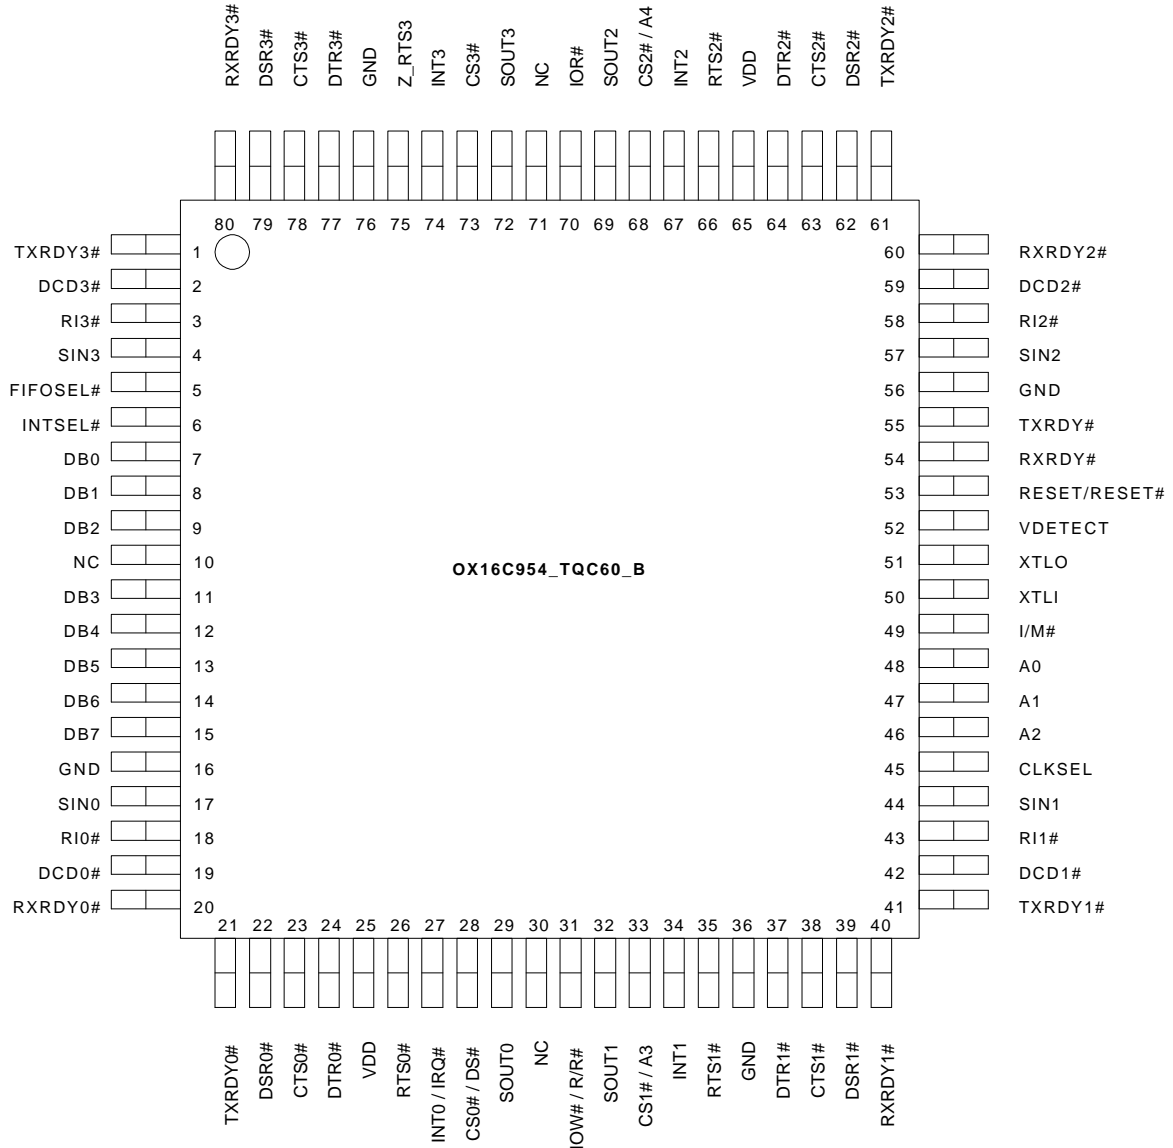 RXRDY3# DSR3# CTS3# DTR3# GND Z_RTS3 INT3 CS3# SOUT3 NC IOR# SOUT2 CS2# / A4 INT2 RTS2# VDD DTR2# CTS2# DSR2# TXRDY2#
80 79 78 77 76 75 74 73 72 71 70 69 68 67 66 65 64 63 62 61
TXRDY3# 1 60 RXRDY2#
DCD3# 2 59 DCD2#
RI3# 3 58 RI2#
SIN3 4 57 SIN2
FIFOSEL# 5 56 GND
INTSEL# 6 55 TXRDY#
DB0 7 54 RXRDY#
DB1 8 53 RESET/RESET#
DB2 9 52 VDETECT
NC 10 51 XTLO
OX16C954_TQC60_B
DB3 11 50 XTLI
DB4 12 49 I/M#
DB5 13 48 A0
DB6 14 47 A1
DB7 15 46 A2
GND 16 45 CLKSEL
SIN0 17 44 SIN1
RI0# 18 43 RI1#
DCD0# 19 42 DCD1#
RXRDY0# 20 41 TXRDY1#
21 22 23 24 25 26 27 28 29 30 31 32 33 34 35 36 37 38 39 40
TXRDY0# DSR0# CTS0# DTR0# VDD RTS0# INT0 / IRQ# CS0# / DS# SOUT0 NC IOW# / R/R# SOUT1 CS1# / A3 INT1 RTS1# GND DTR1# CTS1# DSR1# RXRDY1#